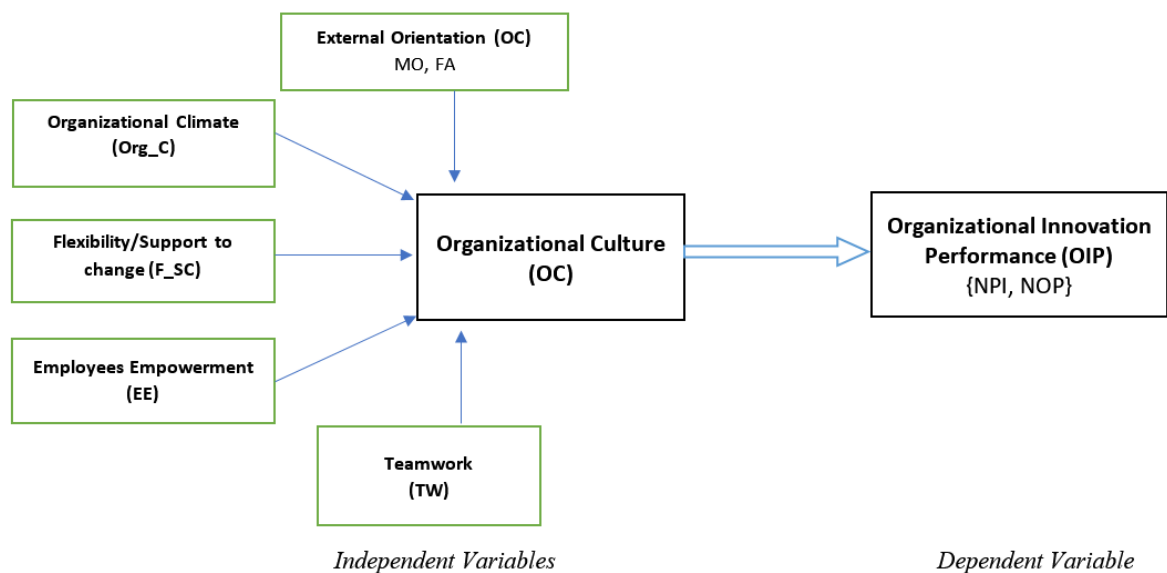 External Orientation (OC)
MO, FA
Organizational Climate
(Org_C)
Flexibility/Support to
change (F_SC)
Employees Empowerment
(EE)
Teamwork
(TW)
Organizational Culture
(OC)
Organizational Innovation
Performance (OIP)
{NPI, NOP}
Independent Variables
Dependent Variable